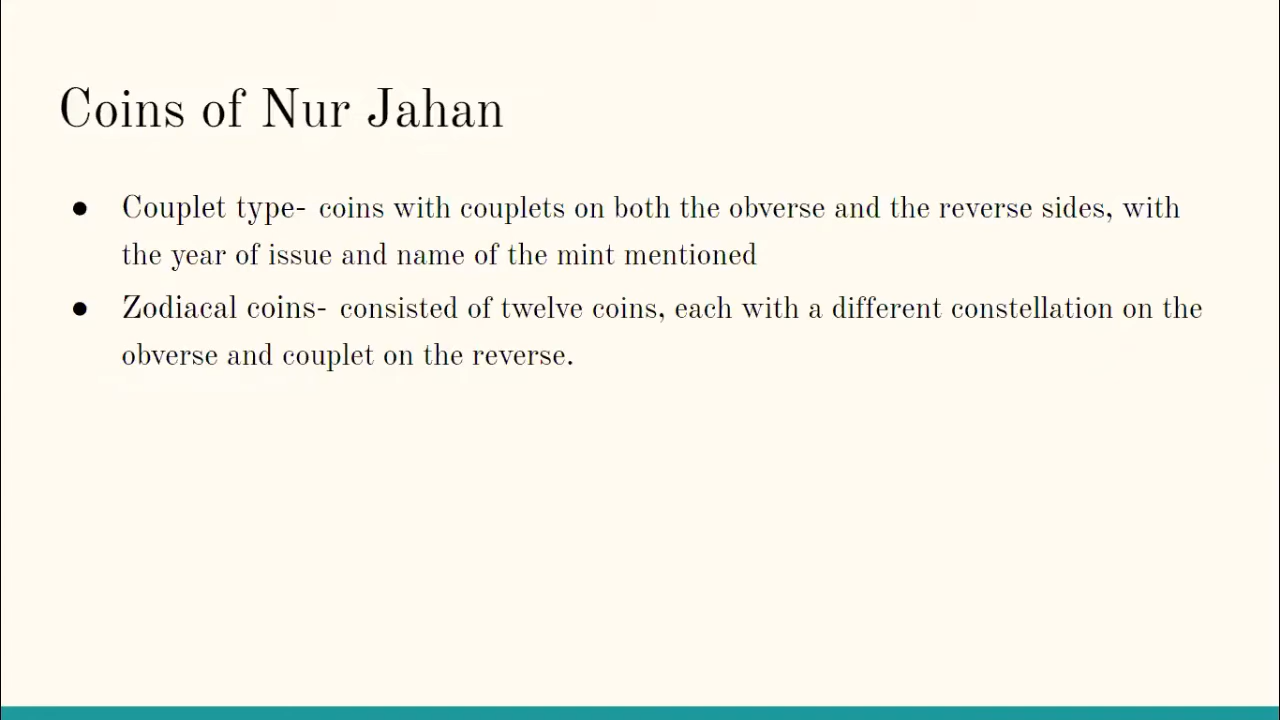 Coins of Nur Jahan
● Couplet type- coins with couplets on both the obverse and the reverse sides, with
the year of issue and name of the mint mentioned
● Zodiacal coins- consisted of twelve coins, each with a different constellation on the
obverse and couplet on the reverse.